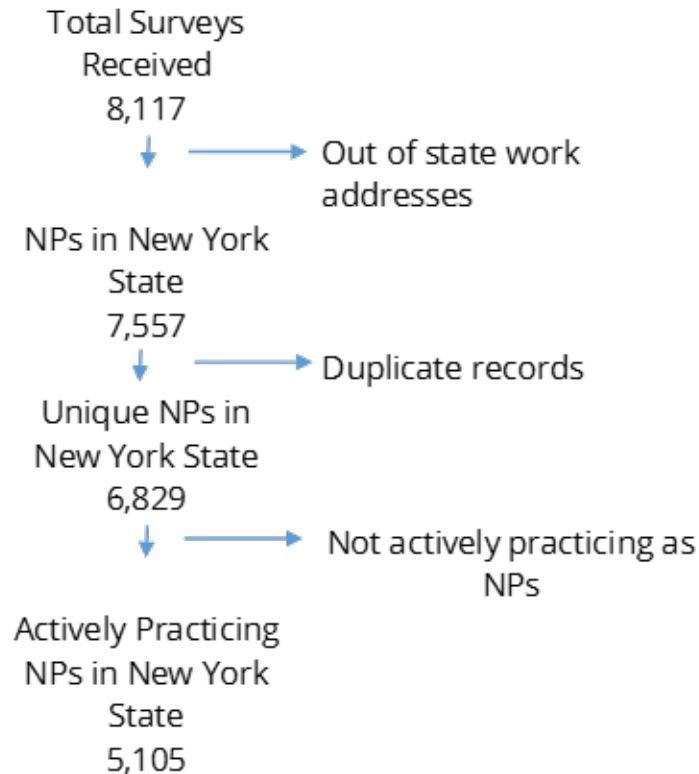 Total Surveys
Received
8,117
Out of state work
addresses
NPs in New York
State
7,557
Duplicate records
Unique NPs in
New York State
6,829
Not actively practicing as
NPs
Actively Practicing
NPs in New York
State
5,105